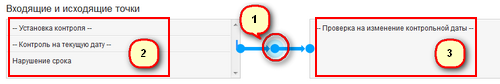 Входящие и исходящие точки
1
-- Установка контроля --
-- Контроль на текущую дату --
Нарушение срока
2
-- Проверка на изменение контрольной даты --
3